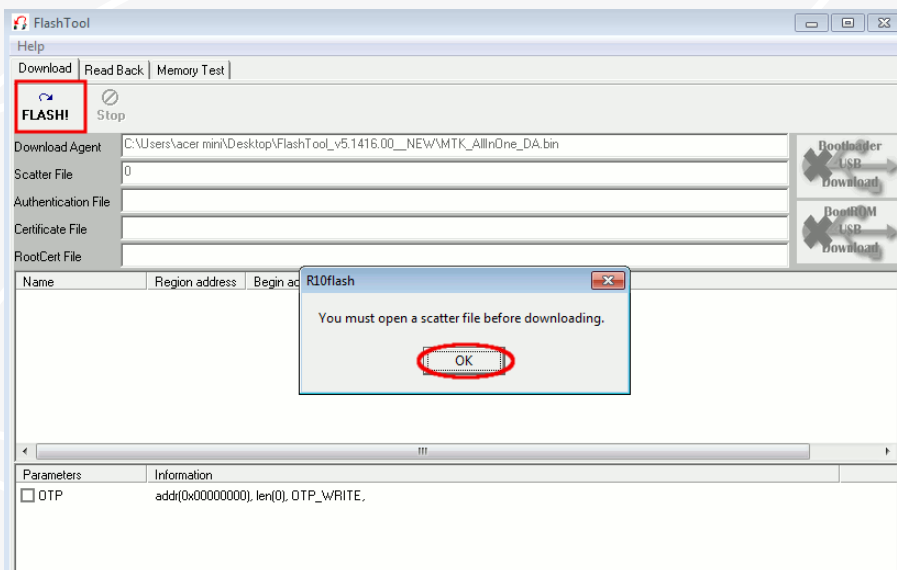 FlashTool
Help
Download Read Back Memory Test
FLASH! Stop
Download Agent C:\Users\acer mini\Desktop\FlashTool_v5.1416.00__NEW\MTK_AllInOne_DA.bin
Scatter File 0
Authentication File
Certificate File
RootCert File
Bootloader
USB
Download
BootROM
USB
Download
Name Region address Begin ad
R10flash
You must open a scatter file before downloading.
OK
Parameters Information
OTP addr(0x00000000), len(0), OTP_WRITE,